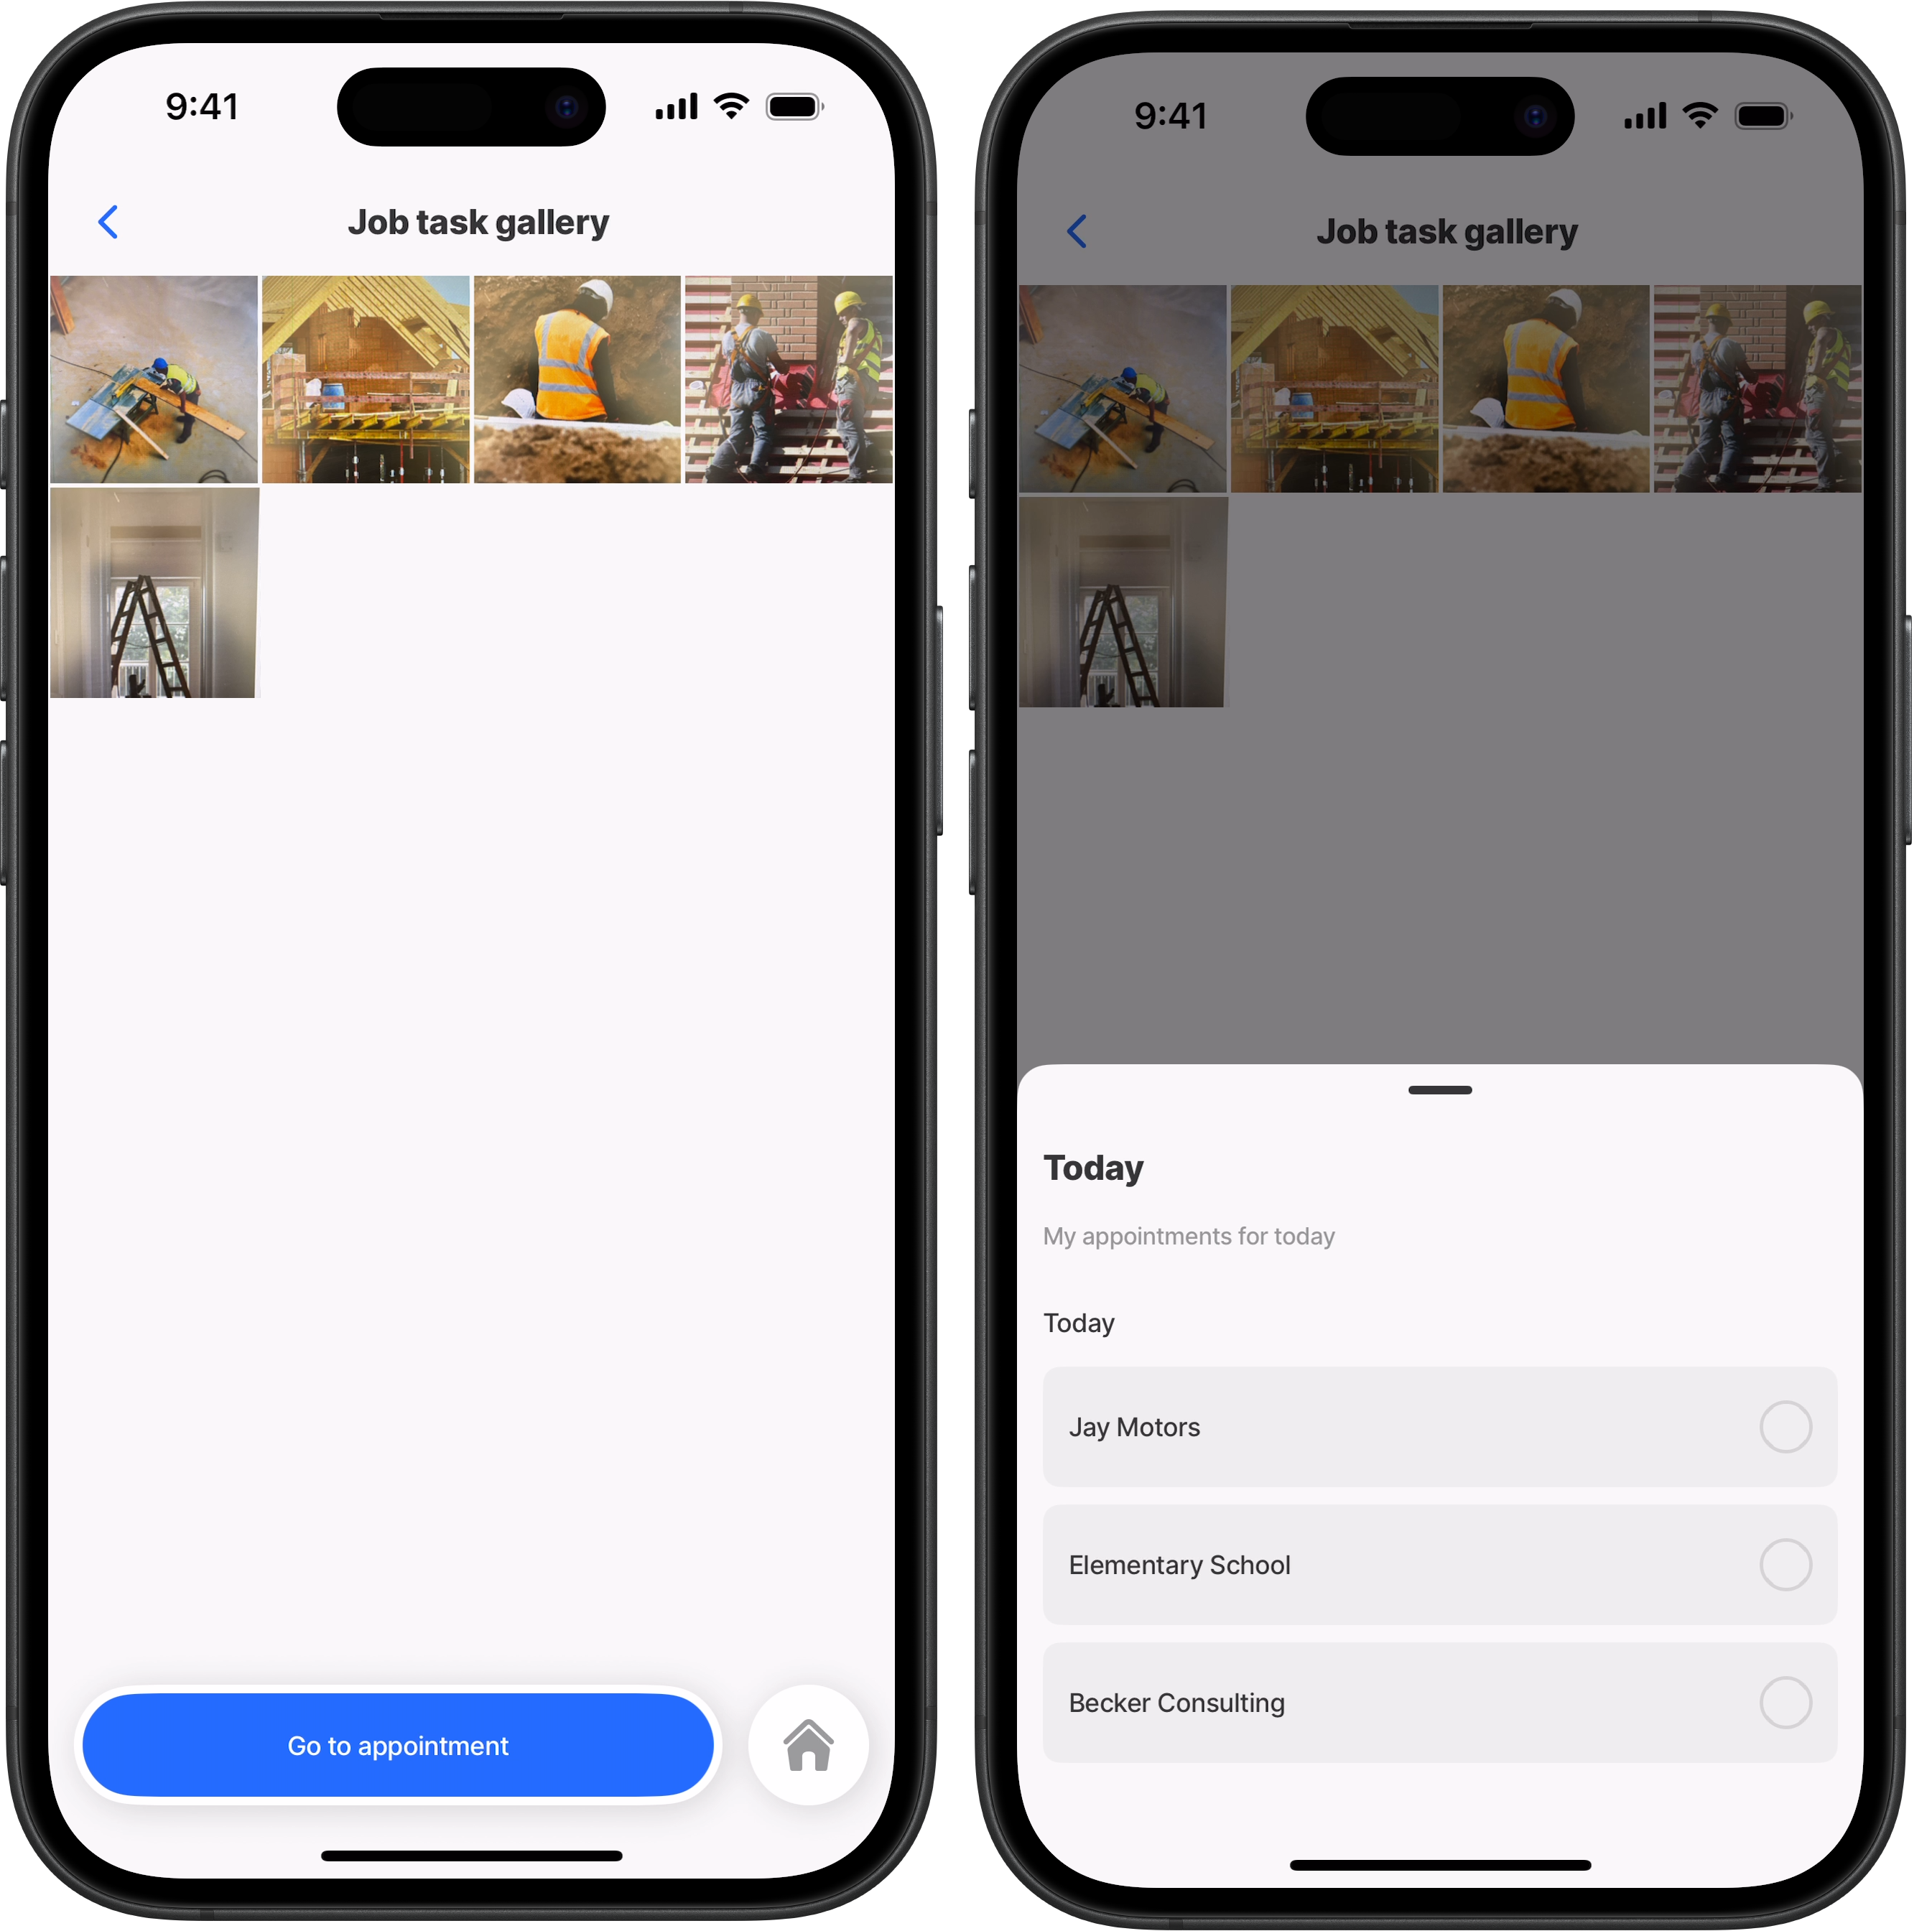 9:41
Job task gallery
Go to appointment
9:41
Job task gallery
Today
My appointments for today
Today
Jay Motors
Elementary School
Becker Consulting